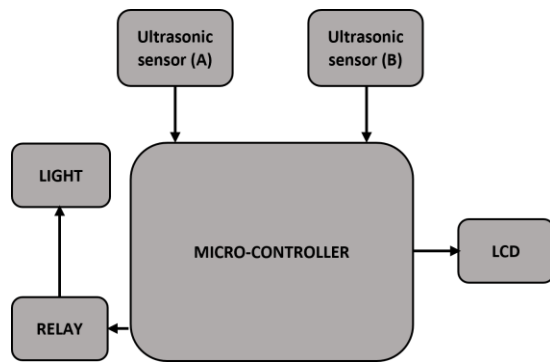 Ultrasonic
sensor (A)
Ultrasonic
sensor (B)
LIGHT
MICRO-CONTROLLER
LCD
RELAY